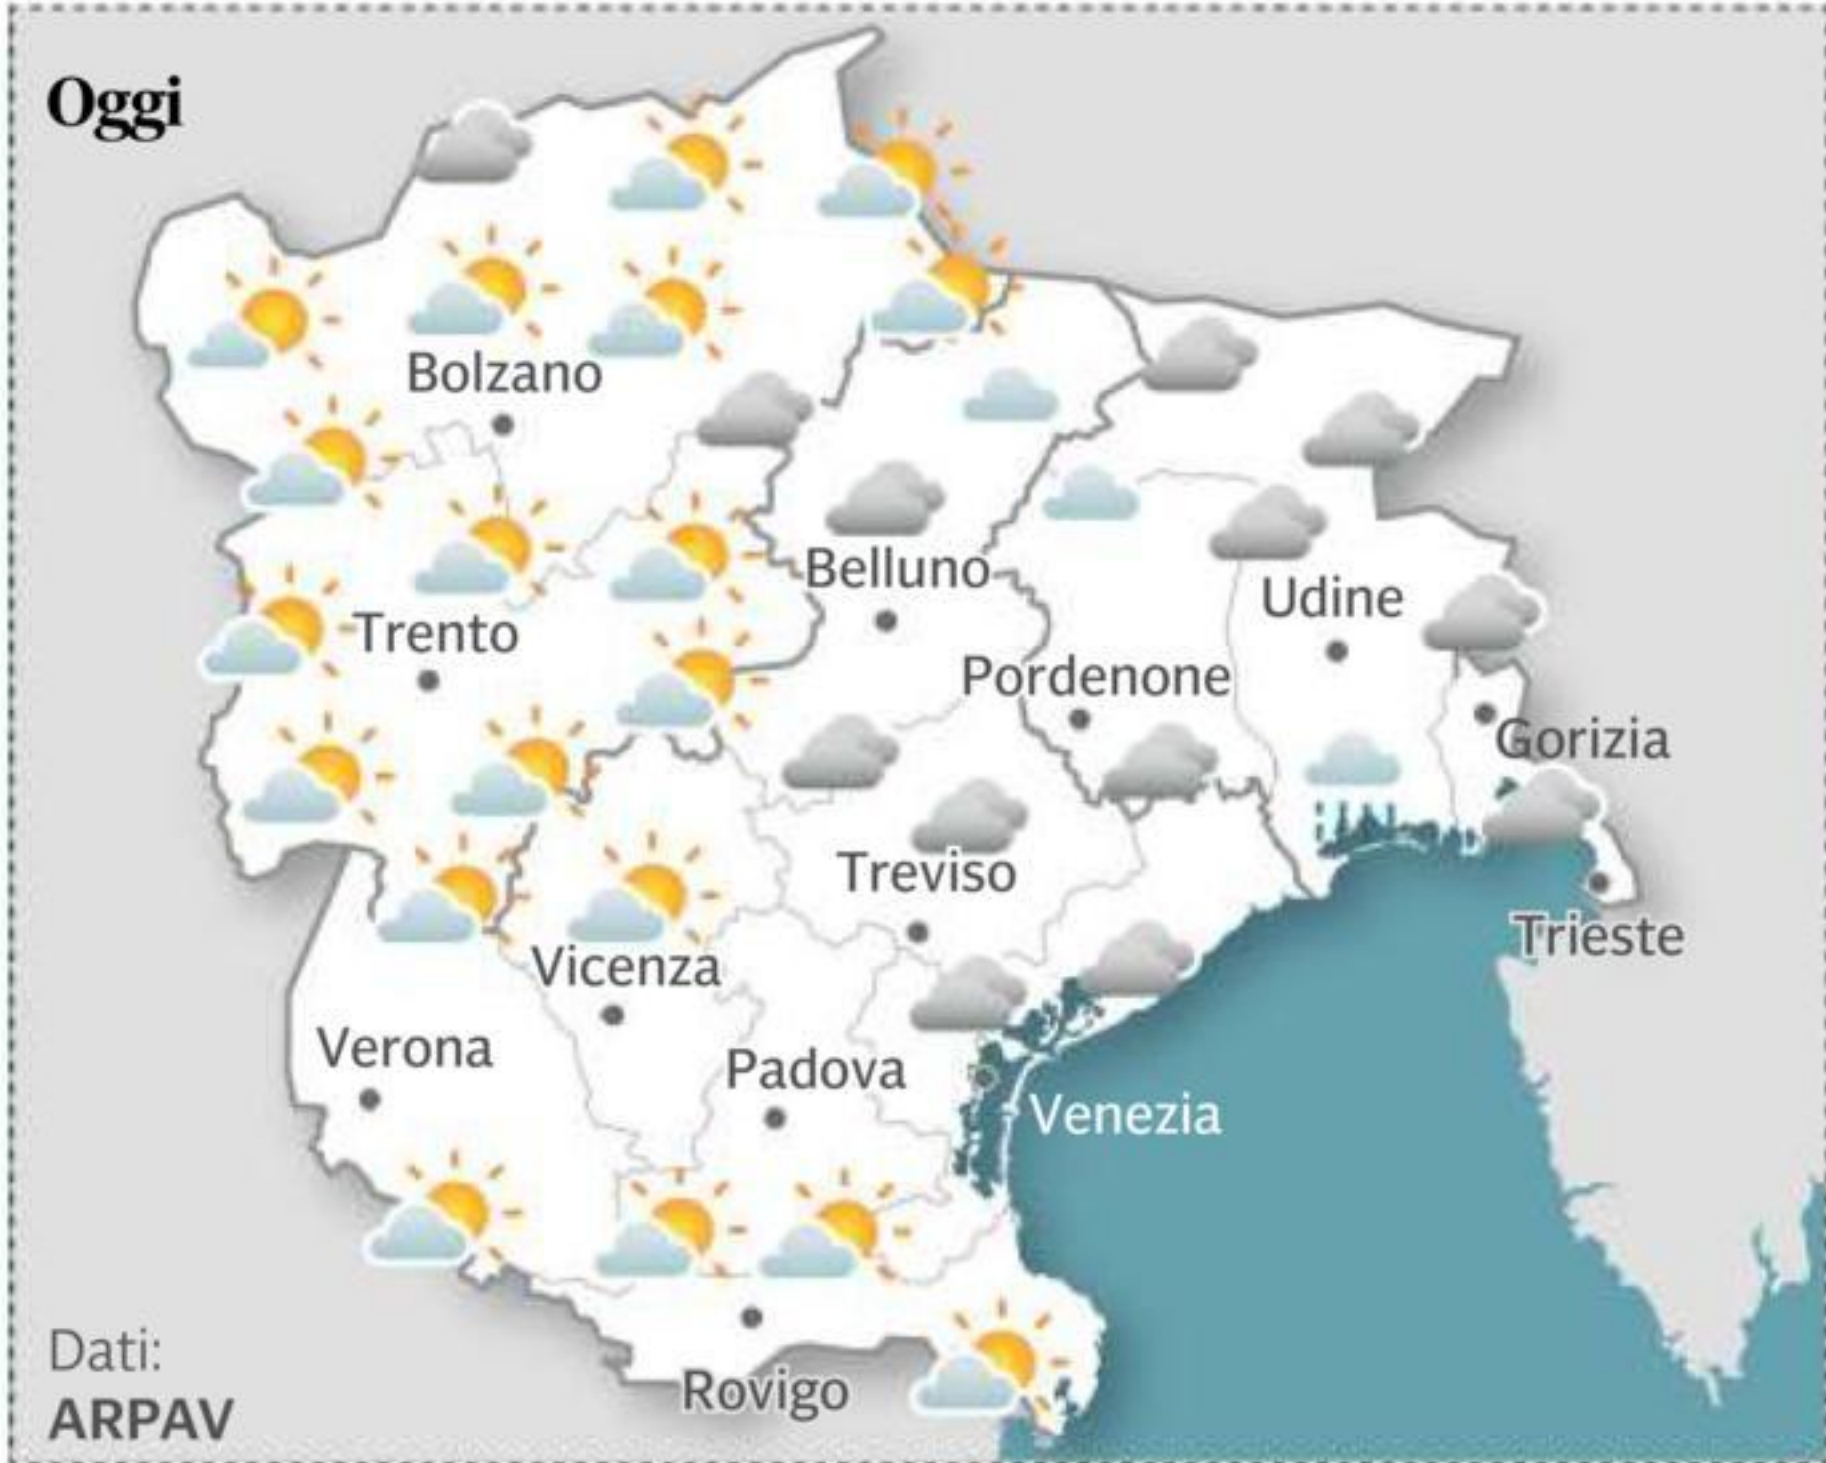 Oggi
Bolzano
Belluno
Udine
Trento
Pordenone
Gorizia
Treviso
Trieste
Vicenza
Verona
Padova
Venezia
Dati:
Rovigo
ARPAV